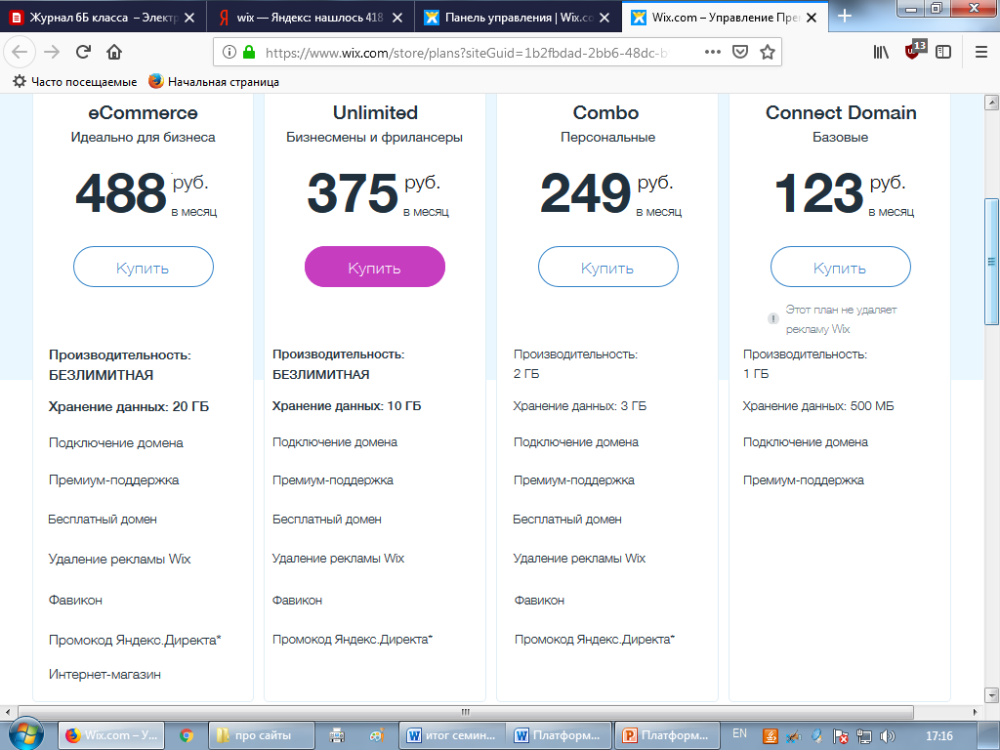 Журнал 6Б класса – Электр
wix — Яндекс: нашлось 418
Панель управления | Wix.co
Wix.com – Управление Пре
https://www.wix.com/store/plans?siteGuid=1b2fbdad-2bb6-48dc-b
13
Часто посещаемые
Начальная страница
eCommerce
Идеально для бизнеса
488 руб.
в месяц
Купить
Производительность:
БЕЗЛИМИТНАЯ
Хранение данных: 20 ГБ
Подключение домена
Премиум-поддержка
Бесплатный домен
Удаление рекламы Wix
Фавикон
Промокод Яндекс.Директа*
Интернет-магазин
Unlimited
Бизнесмены и фрилансеры
375 руб.
в месяц
Купить
Производительность:
БЕЗЛИМИТНАЯ
Хранение данных: 10 ГБ
Подключение домена
Премиум-поддержка
Бесплатный домен
Удаление рекламы Wix
Фавикон
Промокод Яндекс.Директа*
Combo
Персональные
249 руб.
в месяц
Купить
Производительность:
2 ГБ
Хранение данных: 3 ГБ
Подключение домена
Премиум-поддержка
Бесплатный домен
Удаление рекламы Wix
Фавикон
Промокод Яндекс.Директа*
Connect Domain
Базовые
123 руб.
в месяц
Купить
Этот план не удаляет
рекламу Wix
Производительность:
1 ГБ
Хранение данных: 500 МБ
Подключение домена
Премиум-поддержка
Wix.com – У...
про сайты
итог семин...
Платформ...
Платформ...
EN
17:16